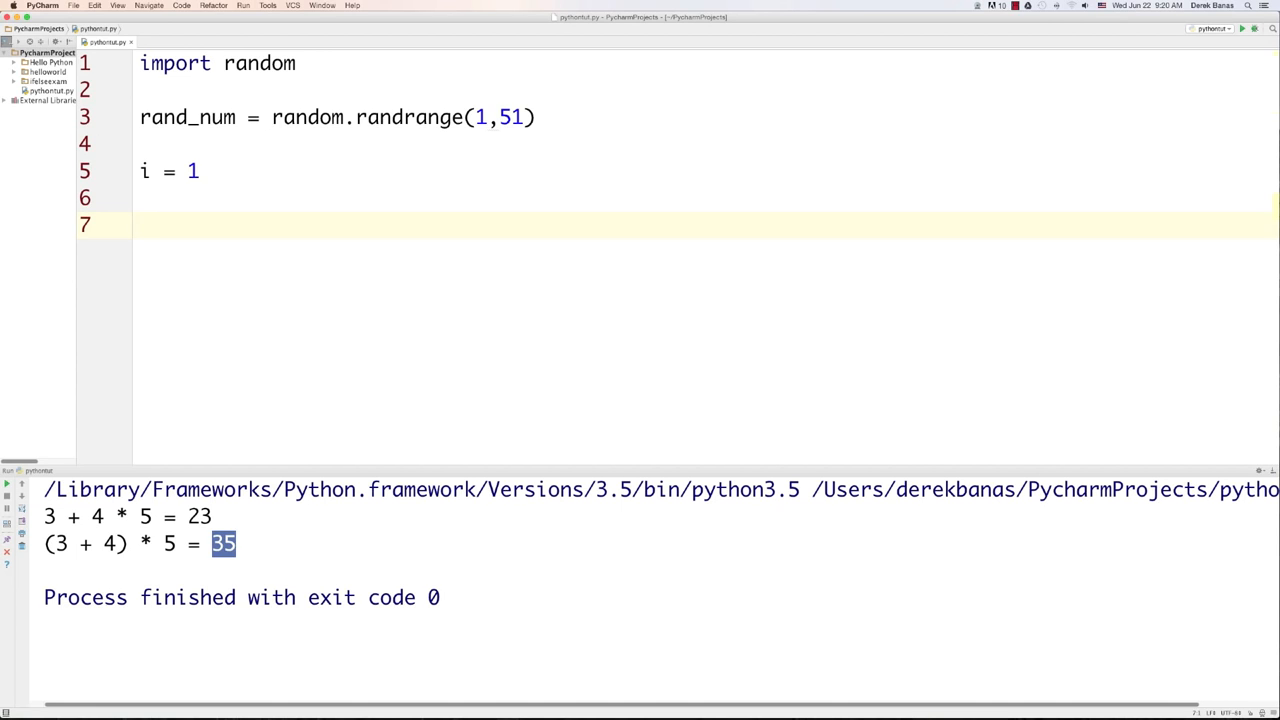 PyCharm File Edit View Navigate Code Refactor Run Tools VCS Window Help 10 Wed Jun 22 9:20 AM Derek Banas
pythontut.py - PycharmProjects - [~/PycharmProjects]
PycharmProjects pythontut.py pythontut
pythontut.py
PycharmProject
Hello Python
helloworld
ifelseexam
pythontut.py
External Librarie
1 import random
2
3 rand_num = random.randrange(1,51)
4
5 i = 1
6
7
Run pythontut
/Library/Frameworks/Python.framework/Versions/3.5/bin/python3.5 /Users/derekbanas/PycharmProjects/pytho
3 + 4 * 5 = 23
(3 + 4) * 5 = 35
Process finished with exit code 0
7:1 LF÷ UTF-8÷